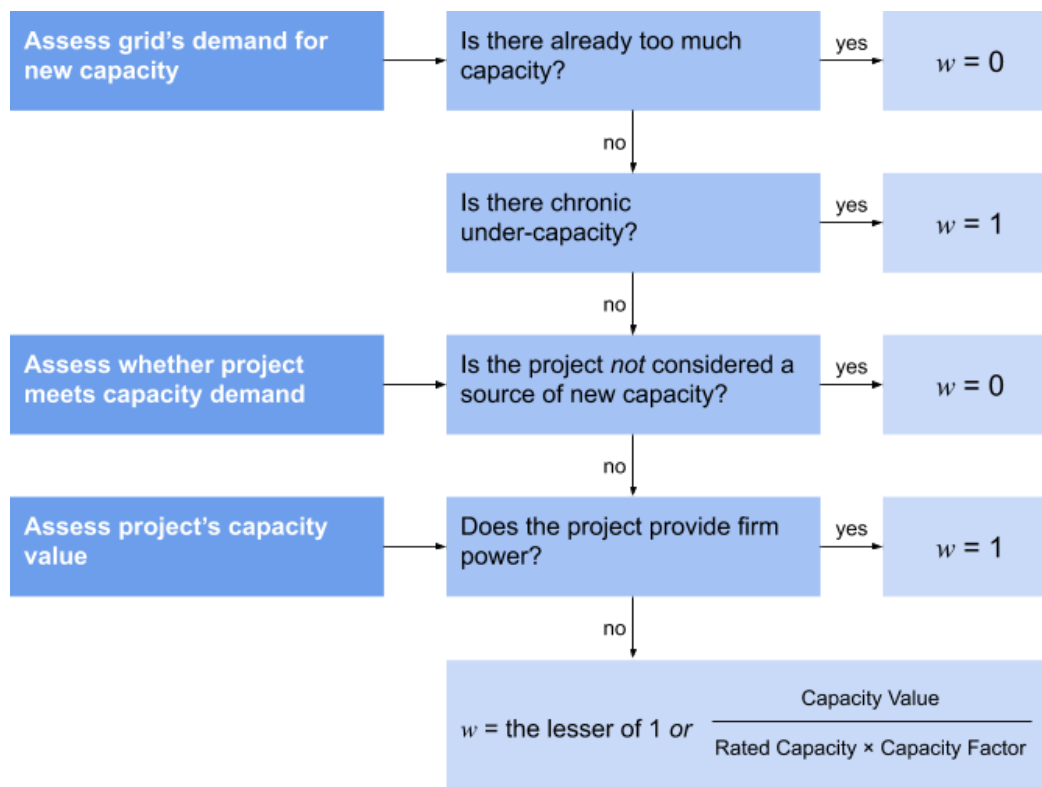 Assess grid's demand for
new capacity
Is there already too much
capacity?
yes
w = 0
no
Is there chronic
under-capacity?
yes
w = 1
no
Assess whether project
meets capacity demand
Is the project not considered a
source of new capacity?
yes
w = 0
no
Assess project's capacity
value
Does the project provide firm
power?
yes
w = 1
no
w = the lesser of 1 or
Capacity Value
Rated Capacity × Capacity Factor